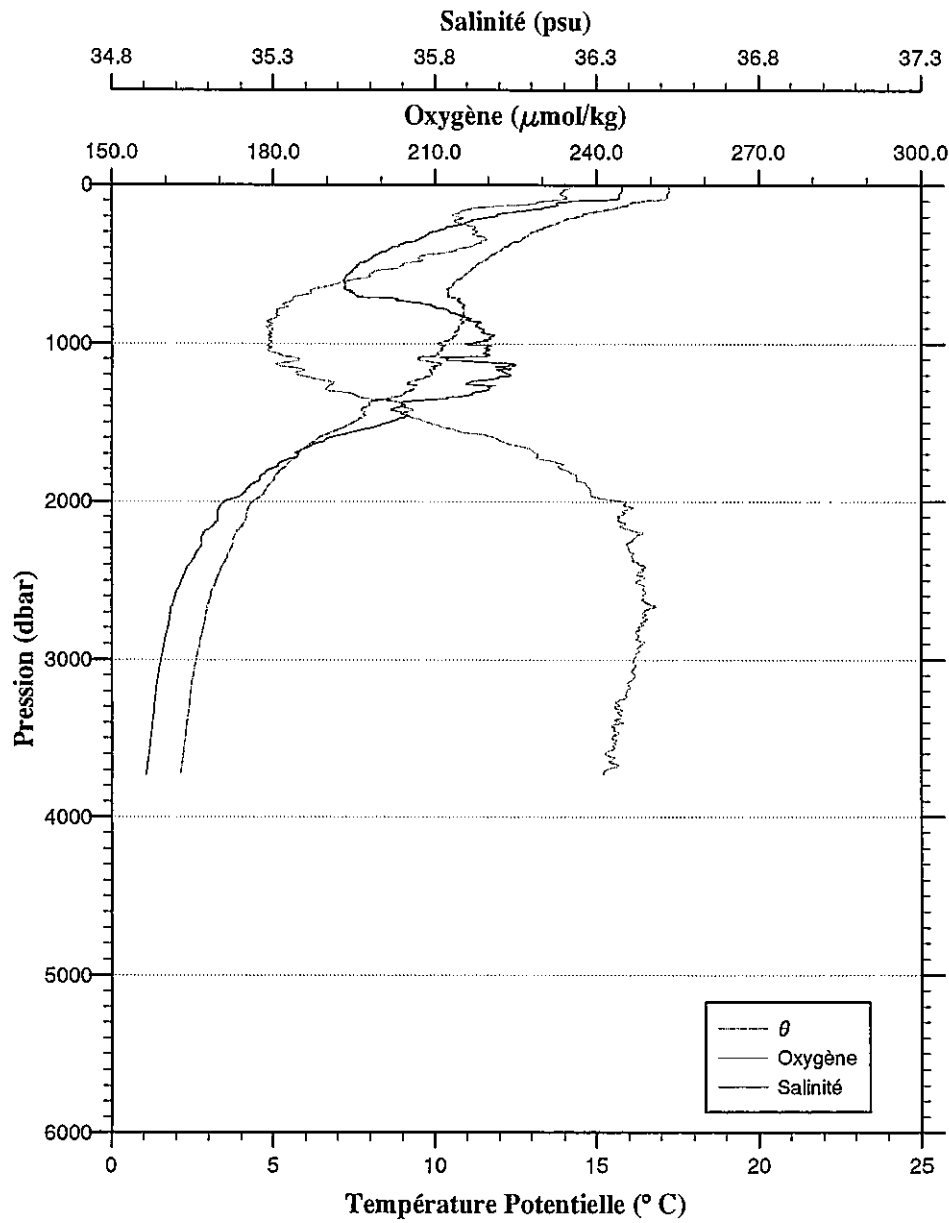 Salinité (psu)
34.8 35.3 35.8 36.3 36.8 37.3
Oxygène (μmol/kg)
150.0 180.0 210.0 240.0 270.0 300.0
0
1000
2000
3000
4000
5000
6000
Pression (dbar)
θ
Oxygène
Salinité
0 5 10 15 20 25
Température Potentielle (° C)